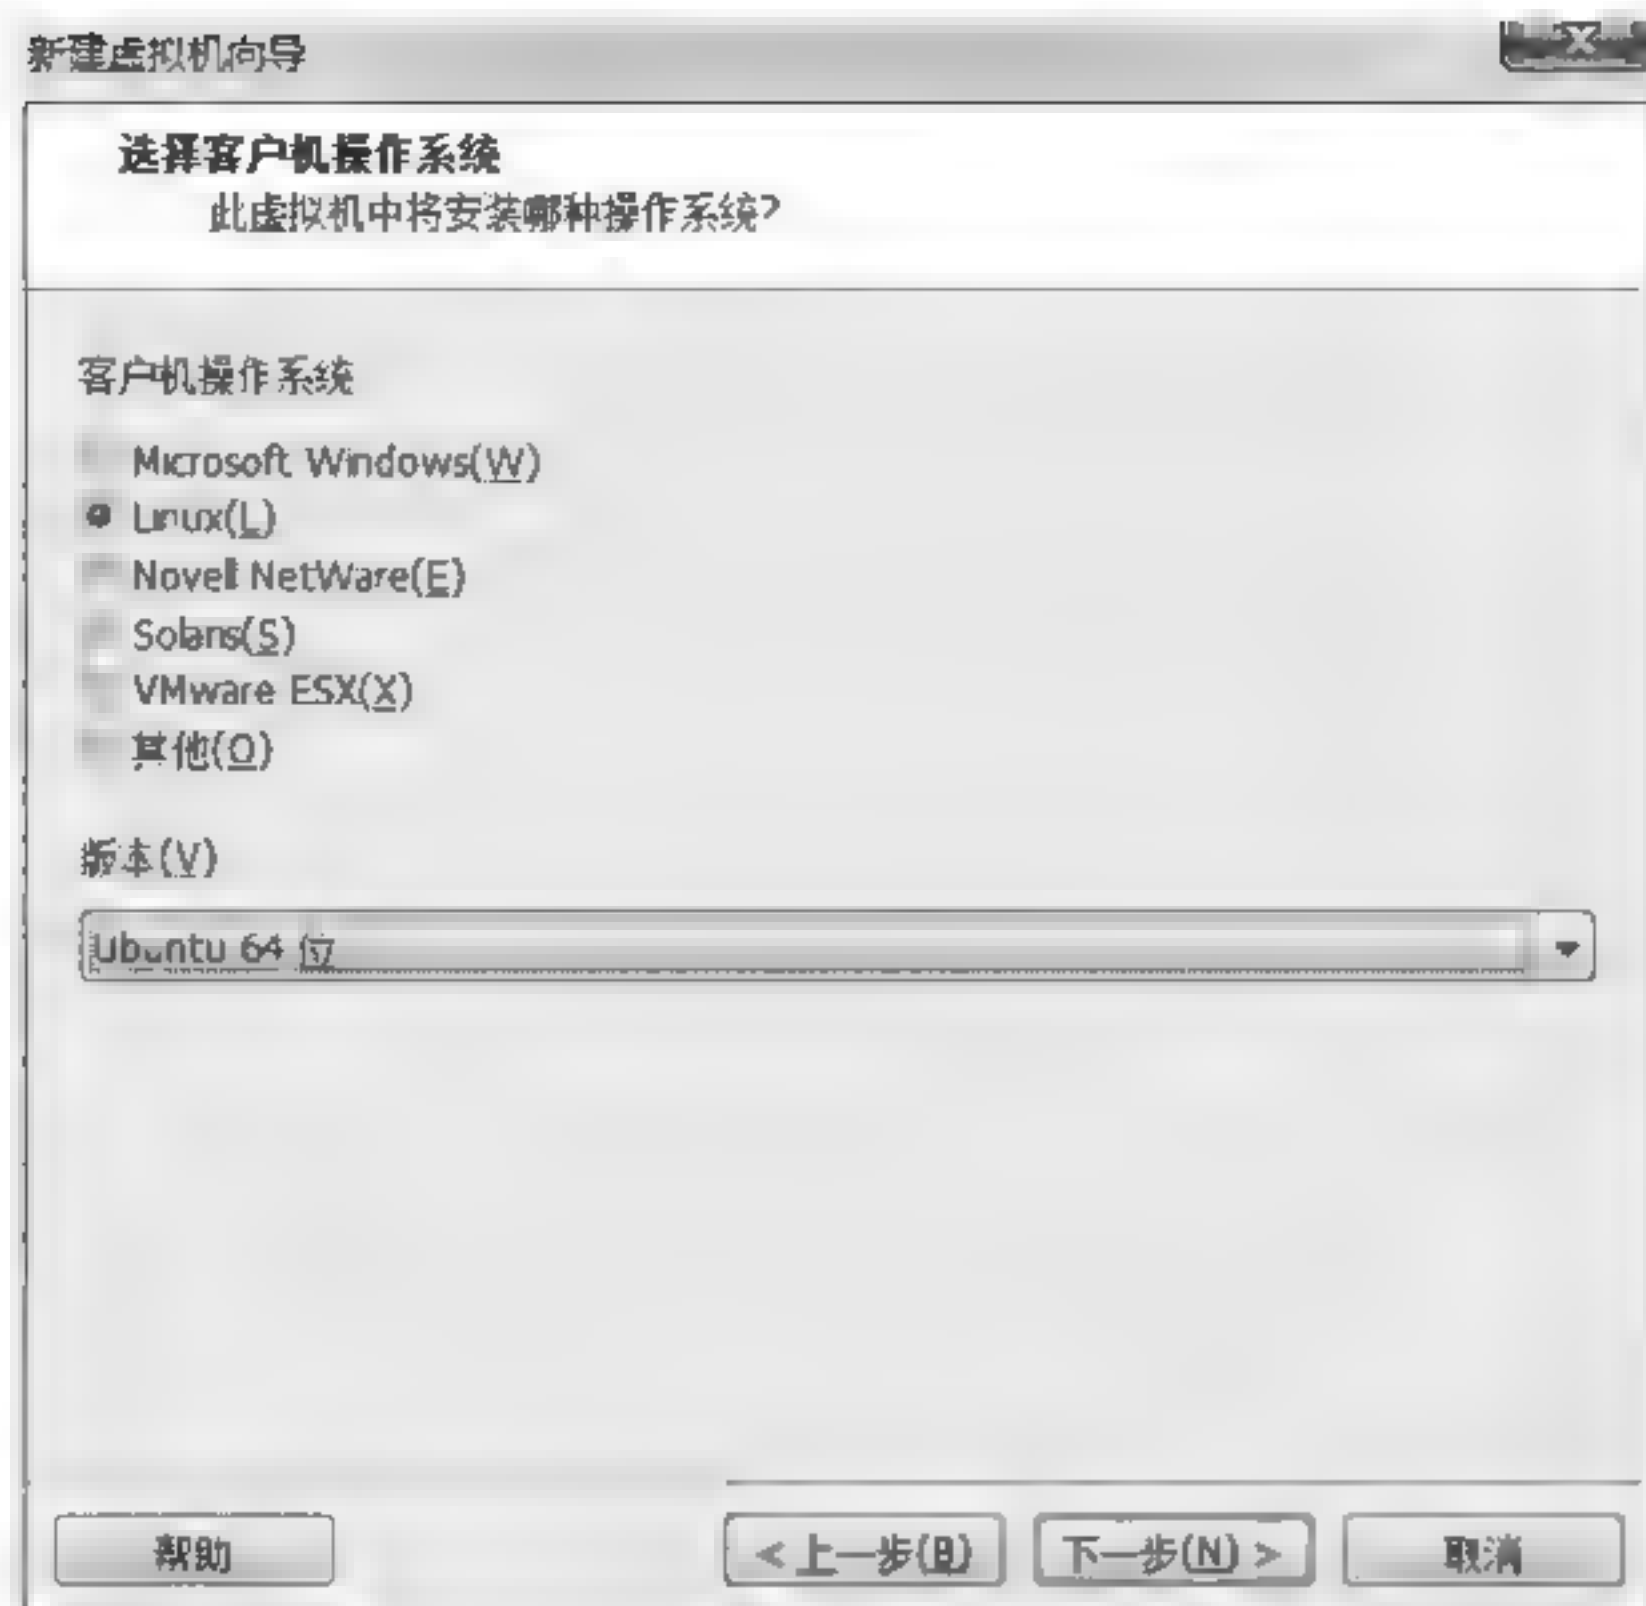 新建虚拟机向导
选择客户机操作系统
此虚拟机中将安装哪种操作系统?
客户机操作系统
Microsoft Windows(W)
Linux(L)
Novell NetWare(E)
Solaris(S)
VMware ESX(X)
其他(O)
版本(V)
Ubuntu 64 位
帮助
< 上一步(B)
下一步(N) >
取消